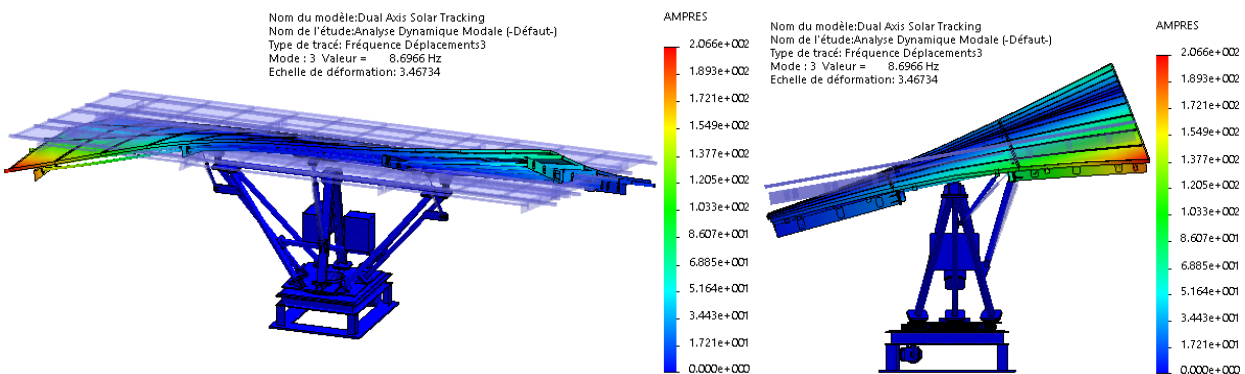 Nom du modèle:Dual Axis Solar Tracking
Nom de l'étude:Analyse Dynamique Modale (-Défaut-)
Type de tracé: Fréquence Déplacements3
Mode : 3 Valeur = 8.6966 Hz
Echelle de déformation: 3.46734
AMPRES
2.066e+002
1.893e+002
1.721e+002
1.549e+002
1.377e+002
1.205e+002
1.033e+002
8.607e+001
6.885e+001
5.164e+001
3.443e+001
1.721e+001
0.000e+000
Nom du modèle:Dual Axis Solar Tracking
Nom de l'étude:Analyse Dynamique Modale (-Défaut-)
Type de tracé: Fréquence Déplacements3
Mode : 3 Valeur = 8.6966 Hz
Echelle de déformation: 3.46734
AMPRES
2.066e+002
1.893e+002
1.721e+002
1.549e+002
1.377e+002
1.205e+002
1.033e+002
8.607e+001
6.885e+001
5.164e+001
3.443e+001
1.721e+001
0.000e+000